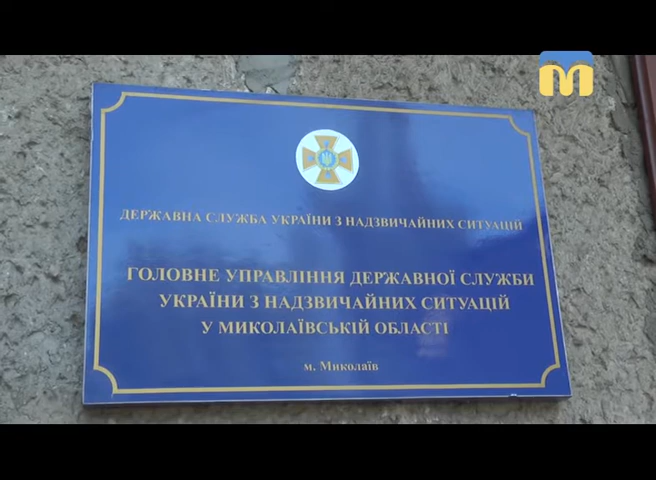 ДЕРЖАВНА СЛУЖБА УКРАЇНИ З НАДЗВИЧАЙНИХ СИТУАЦІЙ
ГОЛОВНЕ УПРАВЛІННЯ ДЕРЖАВНОЇ СЛУЖБИ
УКРАЇНИ З НАДЗВИЧАЙНИХ СИТУАЦІЙ
У МИКОЛАЇВСЬКІЙ ОБЛАСТІ
м. Миколаїв